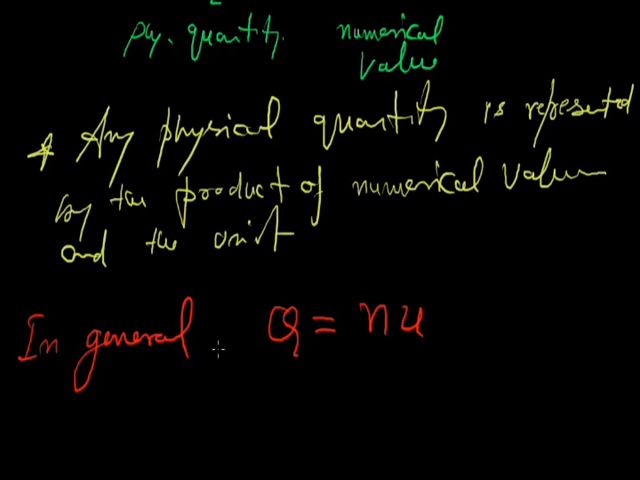 phy. quantity numerical
value
* Any physical quantity is represented
by the product of numerical value
and the unit
In general Q = nu